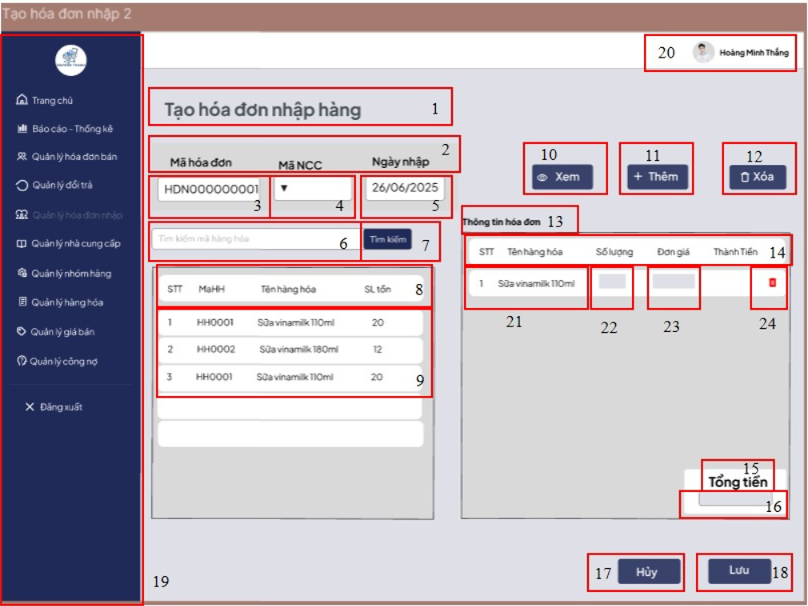 Tạo hóa đơn nhập 2
20 Hoàng Minh Thắng
Trang chủ
Báo cáo - Thống kê
Quản lý hóa đơn bán
Quản lý đổi trả
Quản lý hóa đơn nhập
Quản lý nhà cung cấp
Quản lý nhóm hàng
Quản lý hàng hóa
Quản lý giá bán
Quản lý công nợ
Đăng xuất
19
Tạo hóa đơn nhập hàng 1
2
Mã hóa đơn Mã NCC Ngày nhập
HDN000000001 26/06/2025
3 4 5
Tìm kiếm mã hàng hóa 6 Tìm kiếm 7
STT MaHH Tên hàng hóa SL tồn 8
1 HH0001 Sữa vinamilk 110ml 20
2 HH0002 Sữa vinamilk 180ml 12
3 HH0001 Sữa vinamilk 110ml 20 9
10 11 12
Xem Thêm Xóa
Thông tin hóa đơn 13
STT Tên hàng hóa Số lượng Đơn giá Thành Tiền 14
1 Sữa vinamilk 110ml
21 22 23 24
15
Tổng tiền
16
17 Hủy Lưu 18